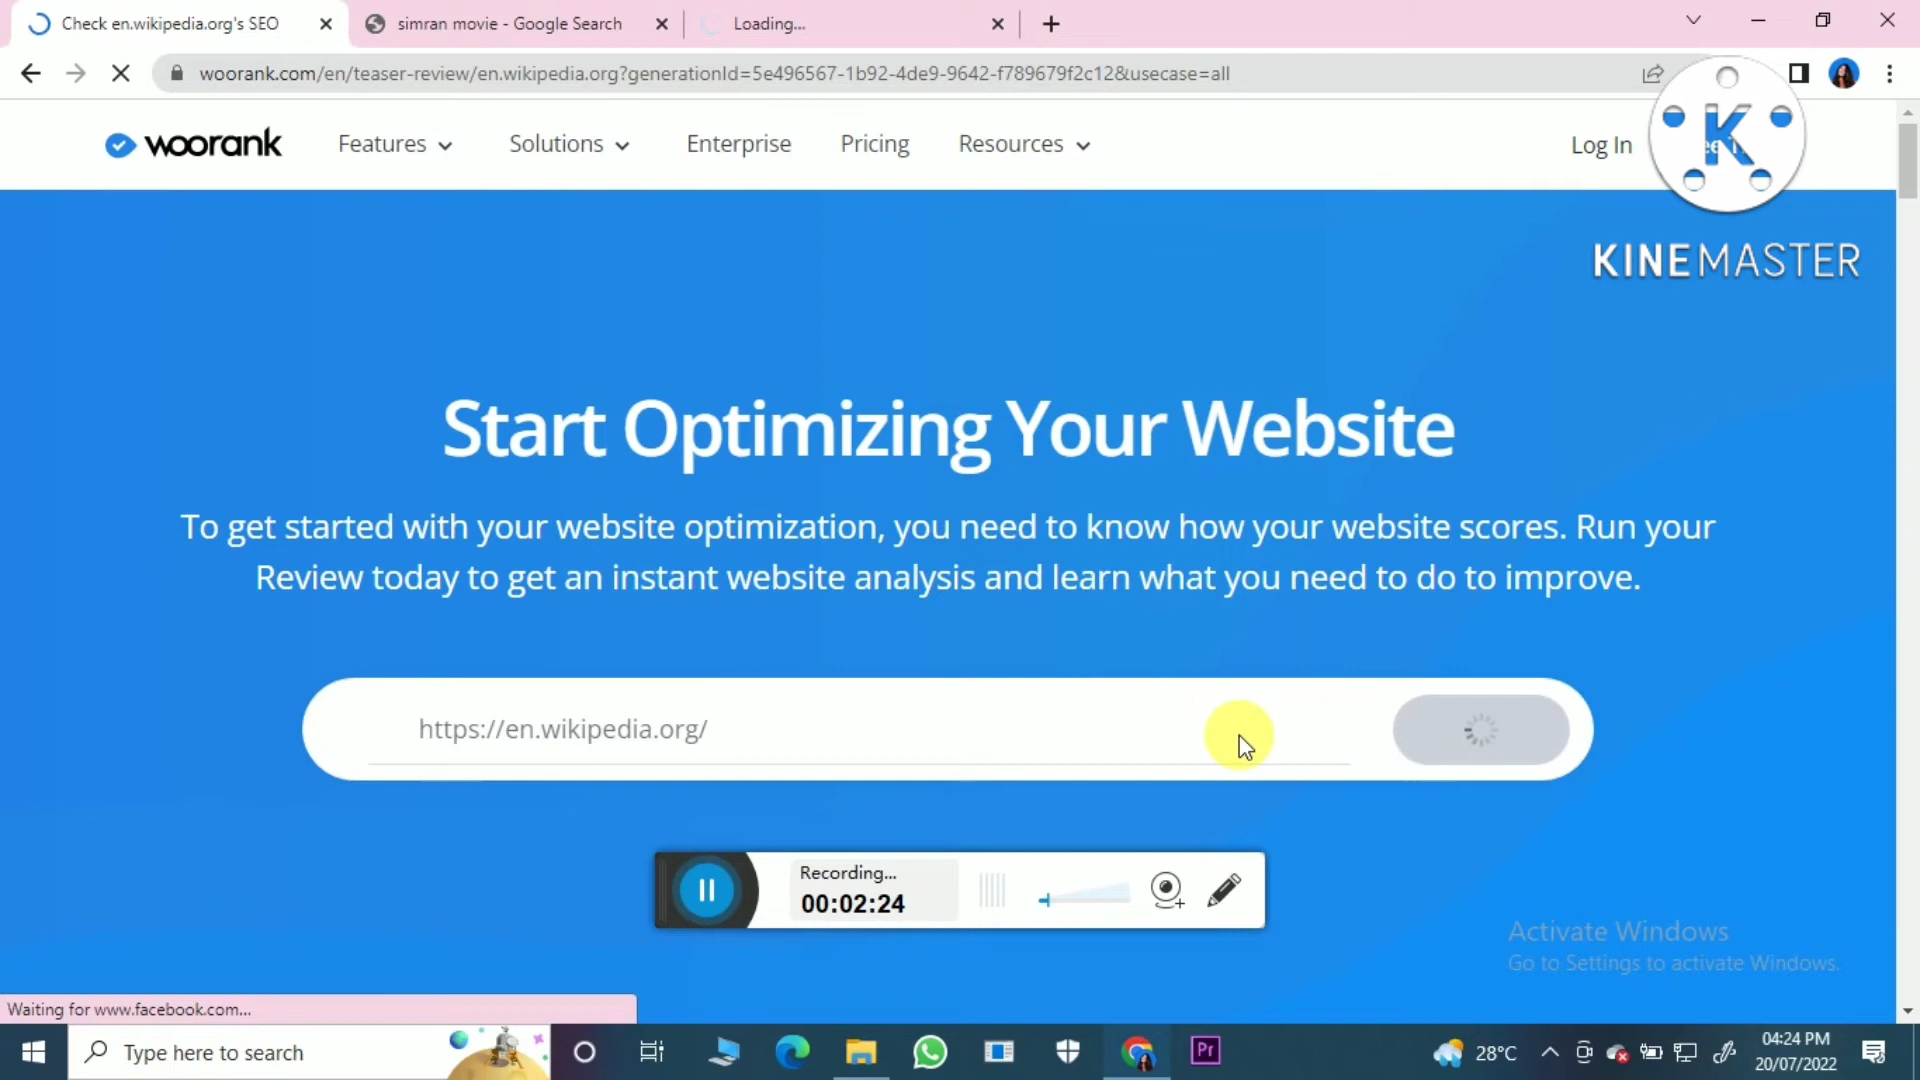 Check en.wikipedia.org's SEO
simran movie - Google Search
Loading...
woorank.com/en/teaser-review/en.wikipedia.org?generationId=5e496567-1b92-4de9-9642-f789679f2c12&usecase=all
woorank
Features
Solutions
Enterprise
Pricing
Resources
Log In
K
KINEMASTER
Start Optimizing Your Website
To get started with your website optimization, you need to know how your website scores. Run your
Review today to get an instant website analysis and learn what you need to do to improve.
https://en.wikipedia.org/
Recording...
00:02:24
Activate Windows
Go to Settings to activate Windows.
Waiting for www.facebook.com...
Type here to search
Pr
28°C
04:24 PM
20/07/2022